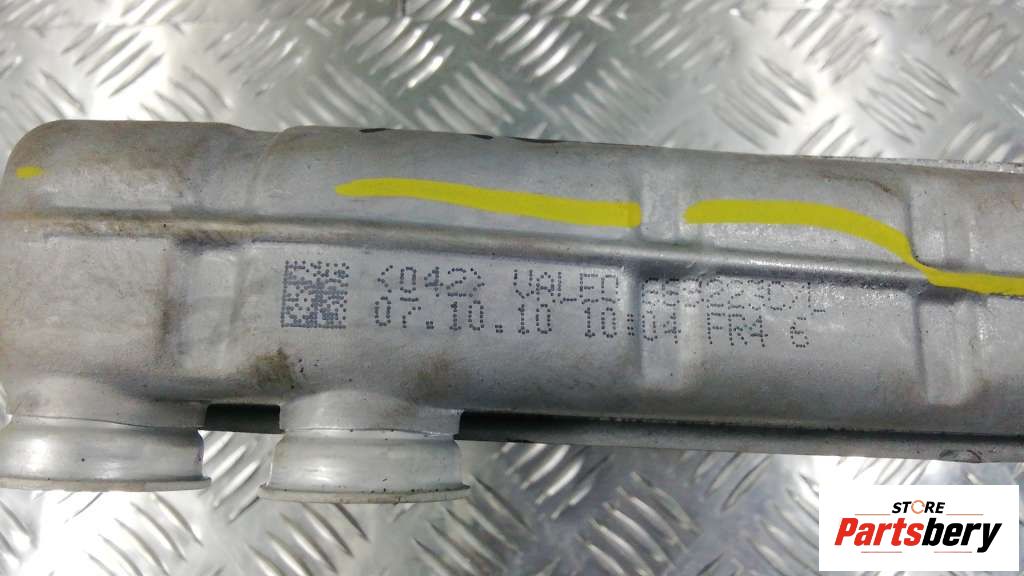 <042> VALEO
07.10.10 10:04 FR4 6
STORE
Partsbery